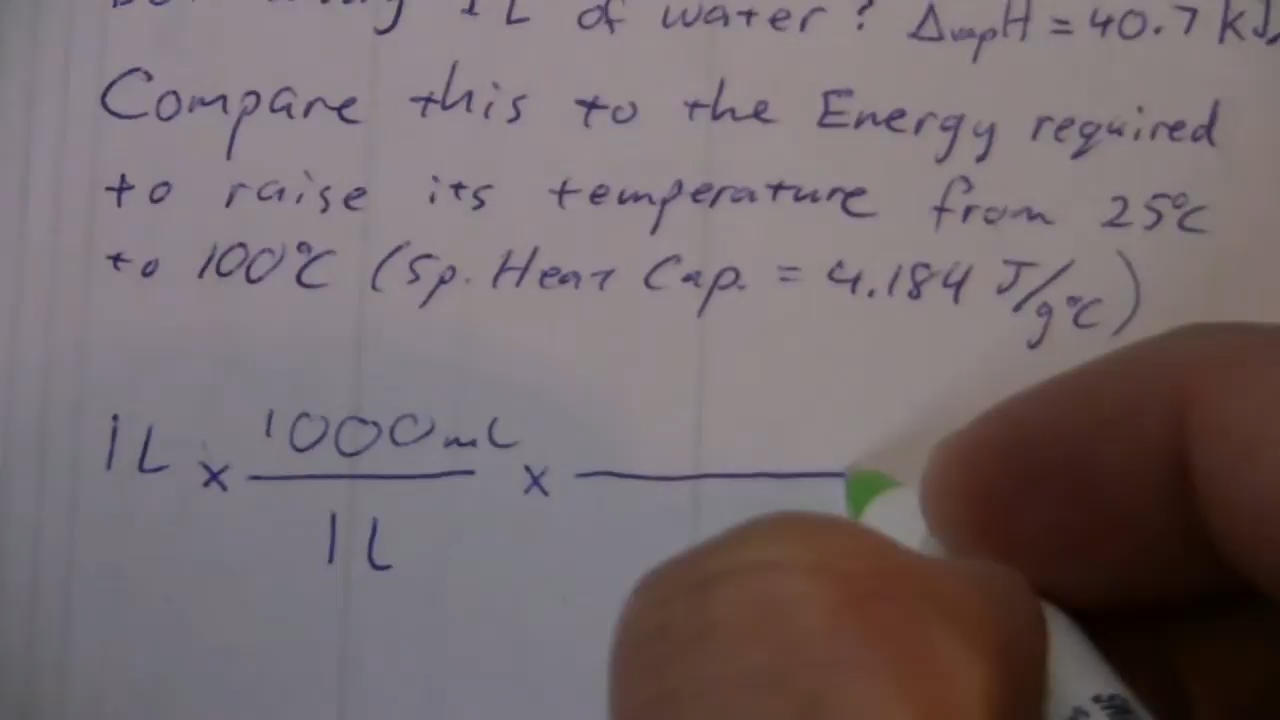 1 L of water? ΔvapH = 40.7 kJ
Compare this to the Energy required
to raise its temperature from 25°C
to 100°C (Sp. Heat Cap. = 4.184 J/g°C)
1L x 1000mL x
1L